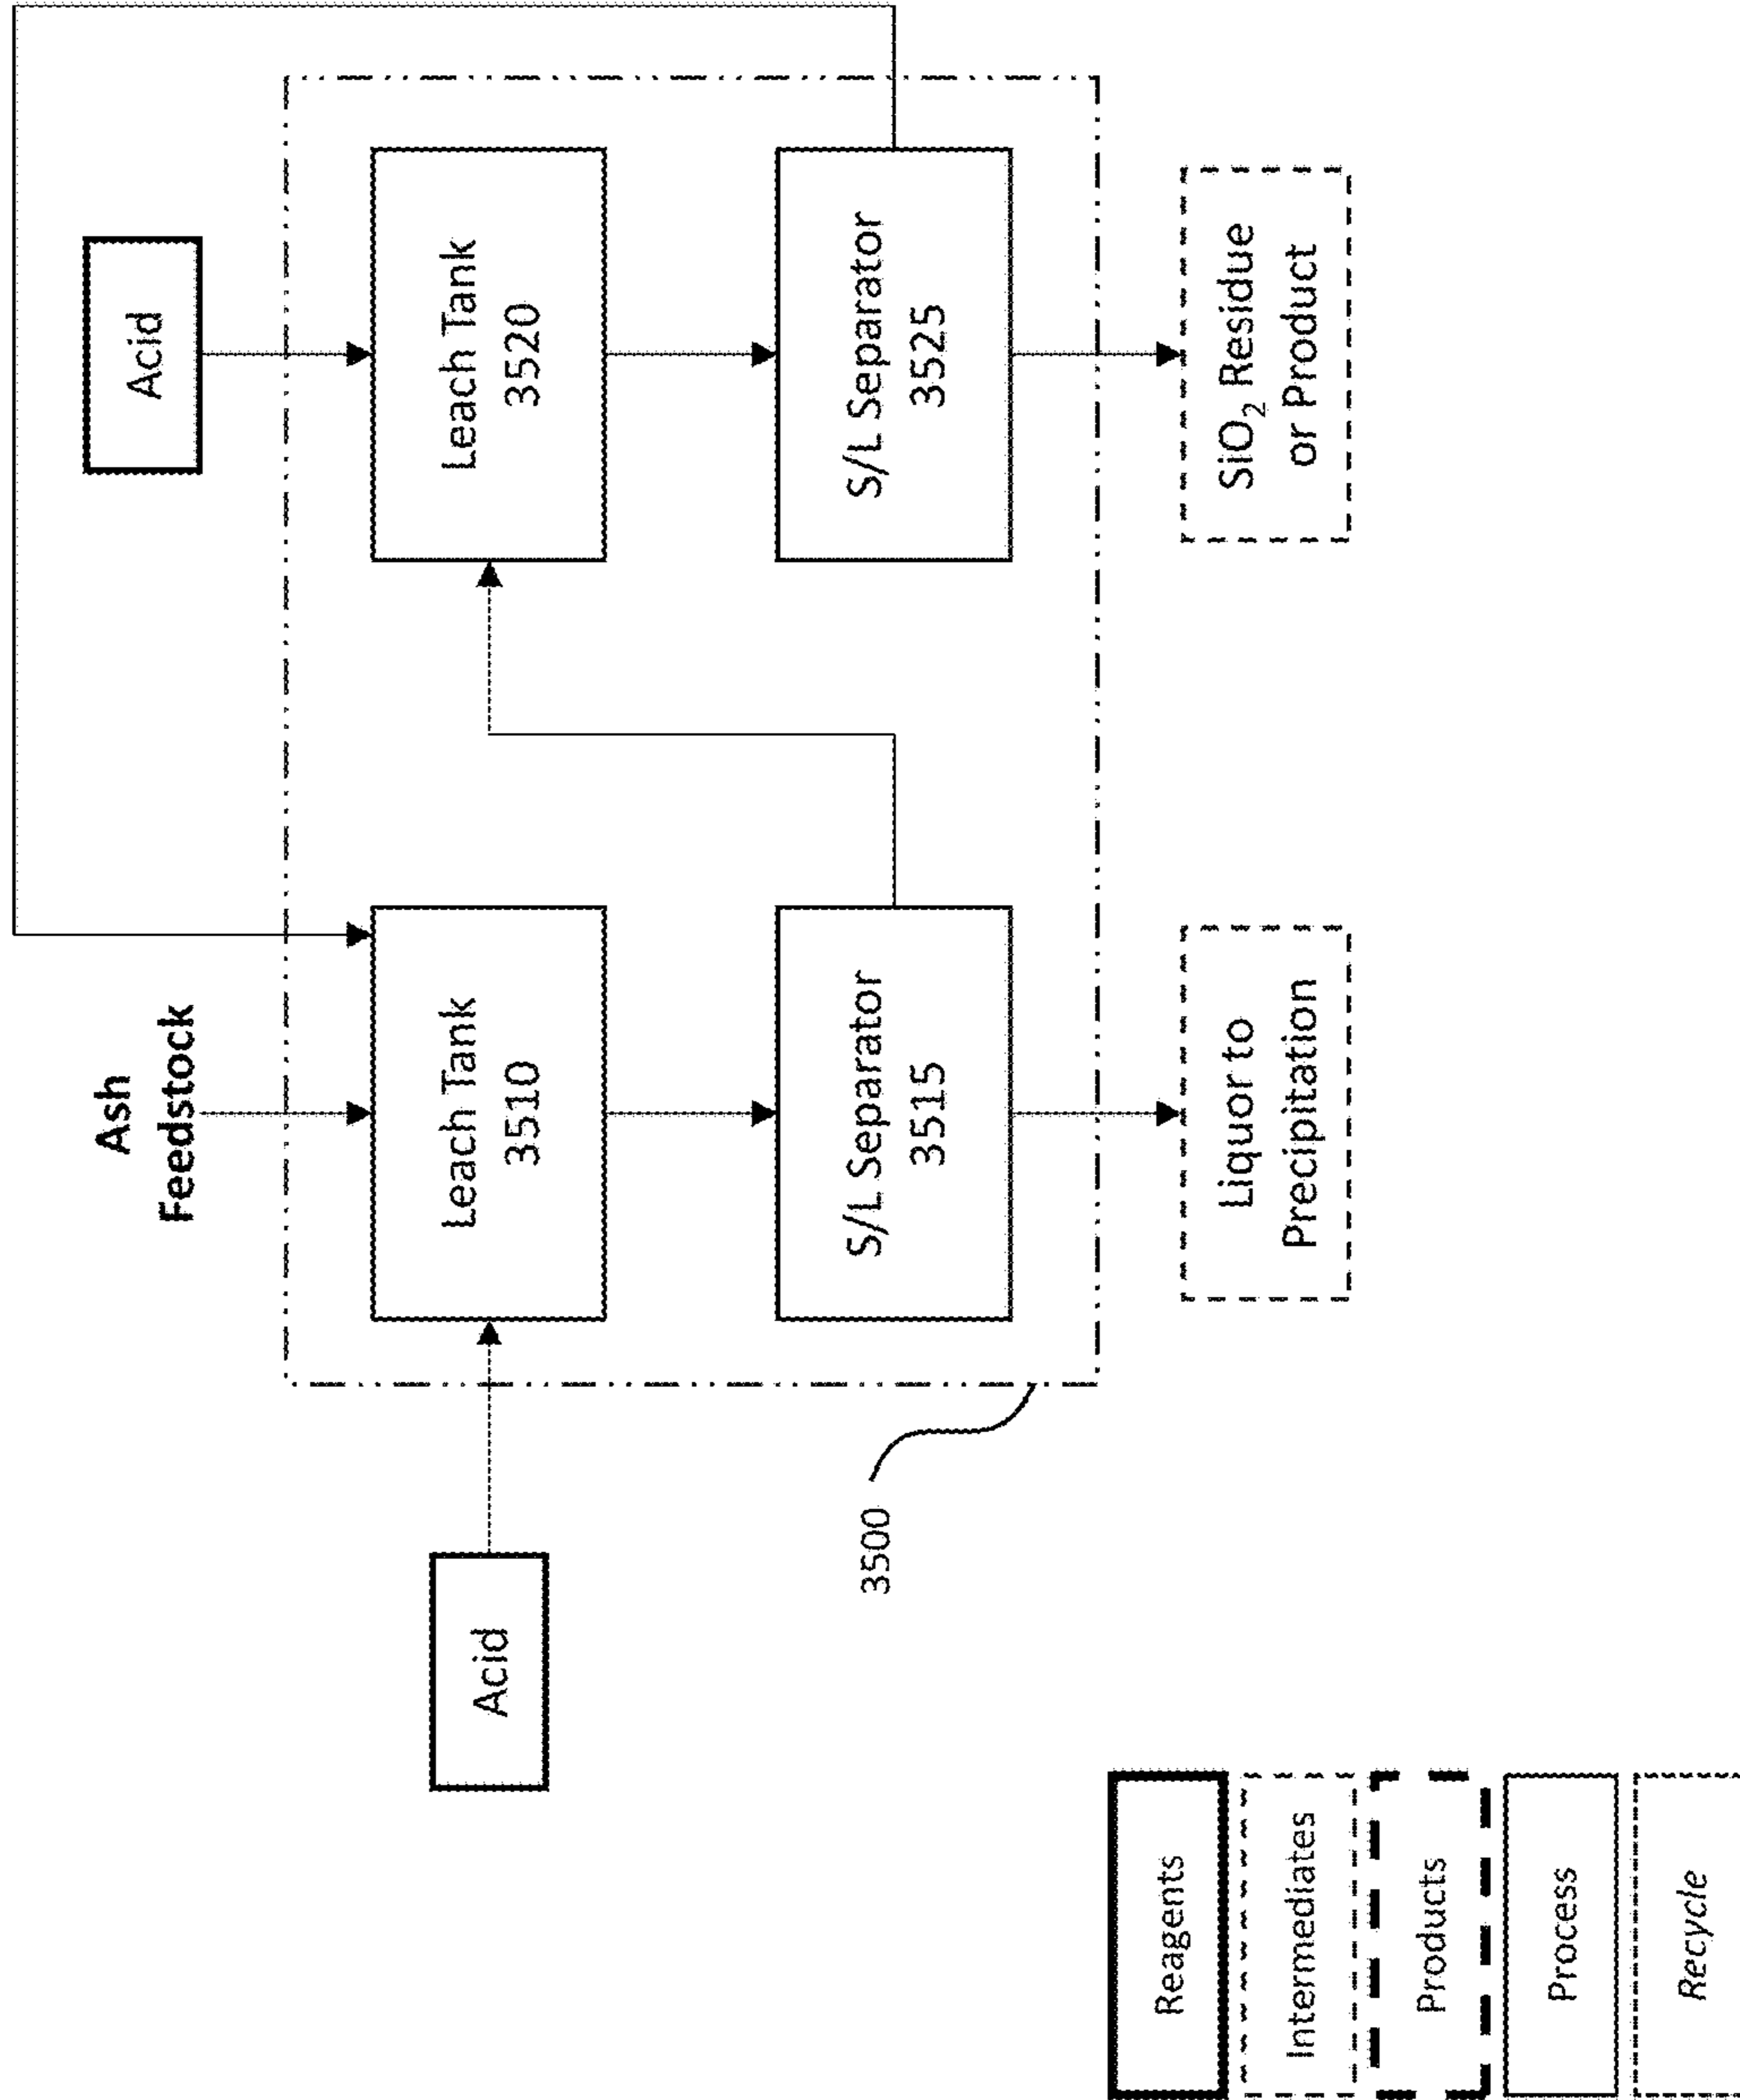 Ash
Feedstock
Acid
Acid
Leach Tank
3510
Leach Tank
3520
S/L Separator
3515
S/L Separator
3525
3500
Liquor to
Precipitation
SiO₂ Residue
or Product
Reagents
Intermediates
Products
Process
Recycle